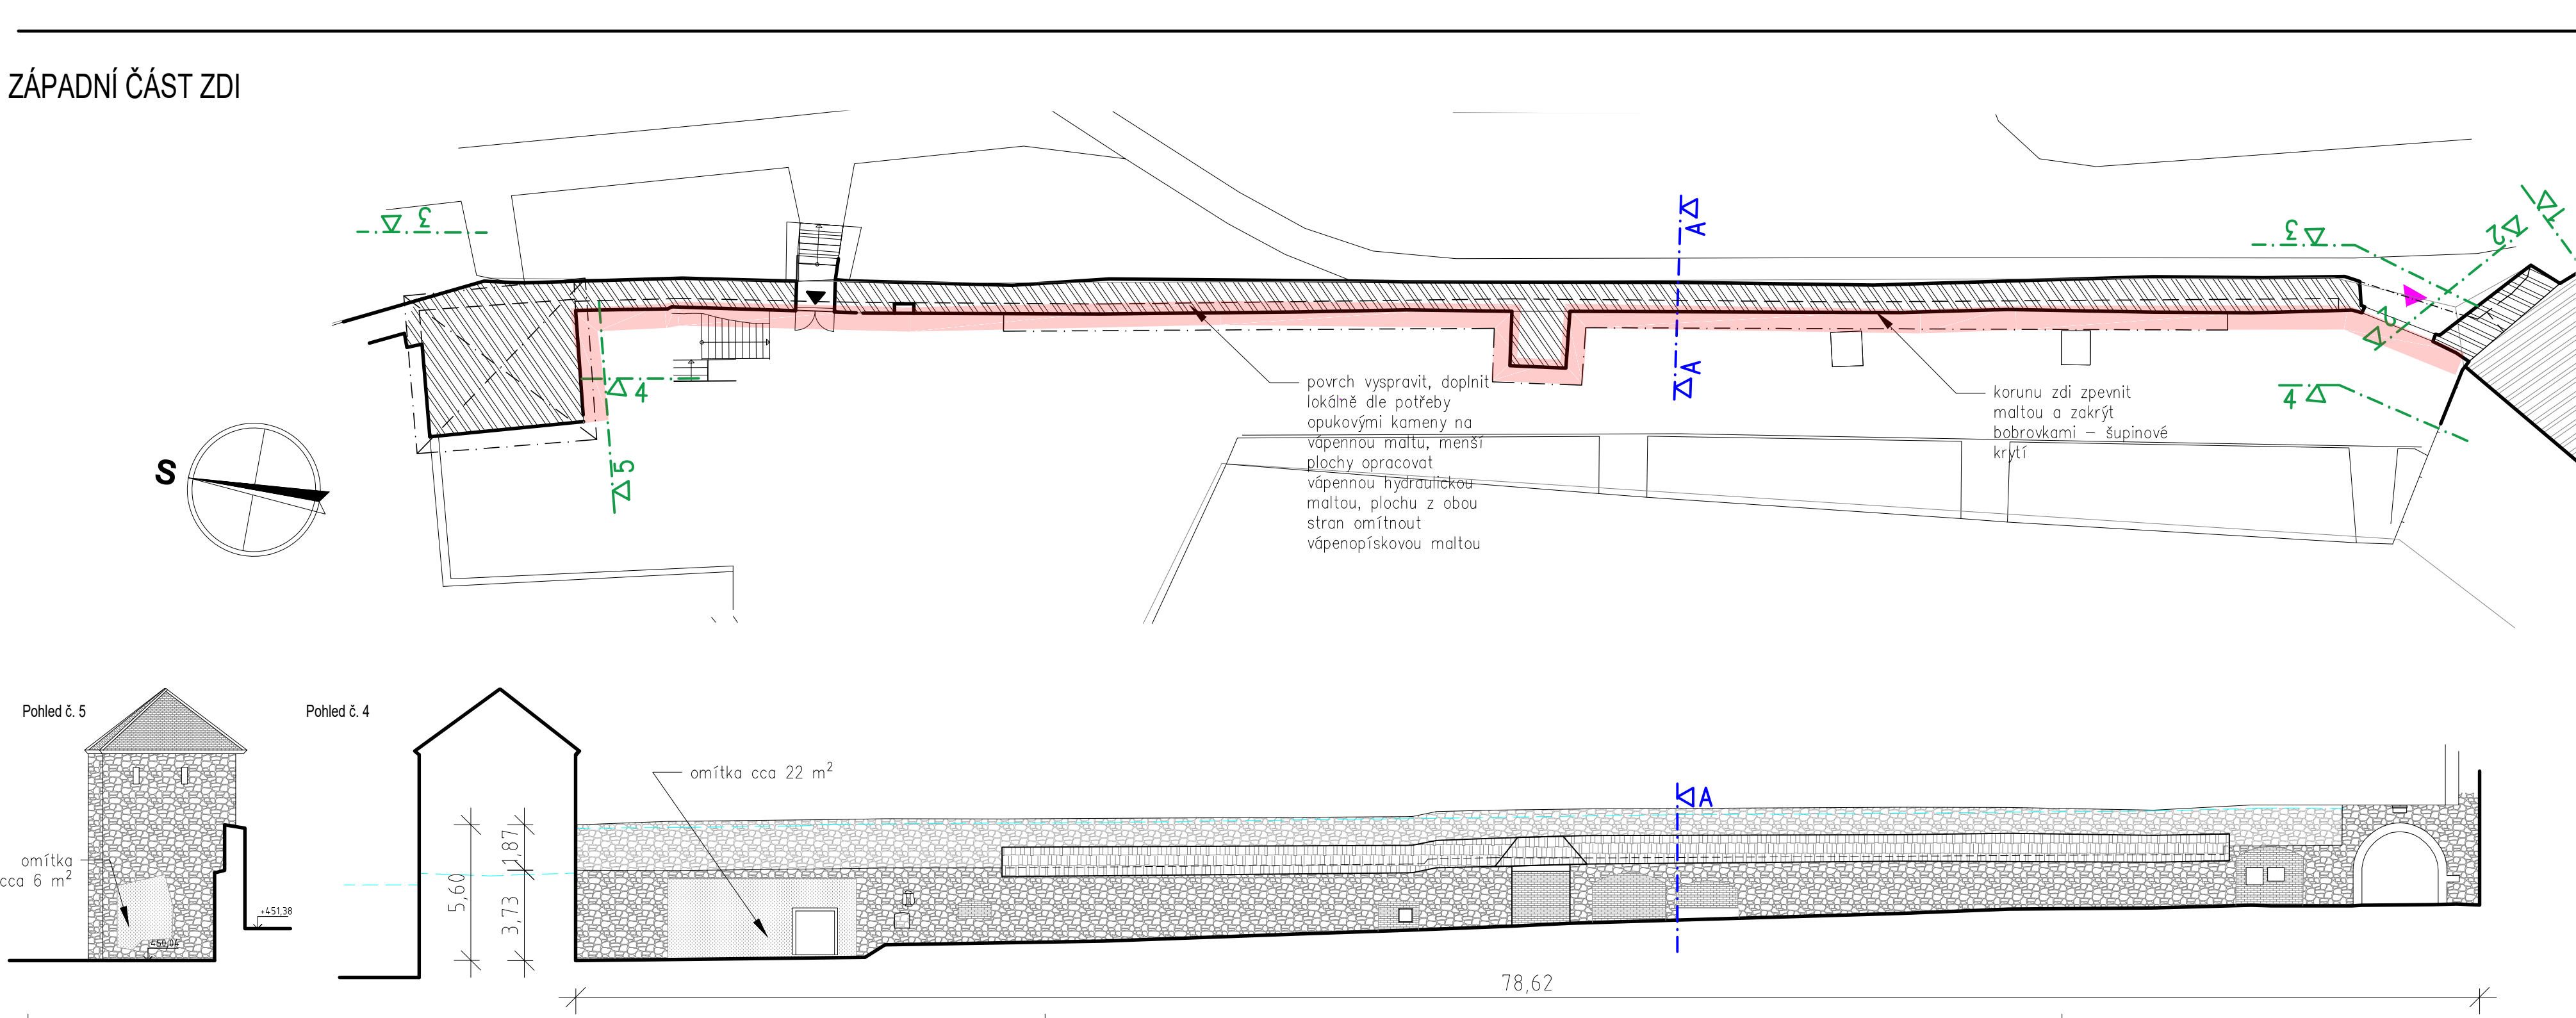 ZÁPADNÍ ČÁST ZDI
3
A
3
2
1
2
4
A
4
5
S
povrch vyspravit, doplnit
lokálně dle potřeby
opukovými kameny na
vápennou maltu, menší
plochy opracovat
vápennou hydraulickou
maltou, plochu z obou
stran omítnout
vápenopískovou maltou
korunu zdi zpevnit
maltou a zakrýt
bobrovkami – šupinové
krytí
Pohled č. 5
omítka
cca 6 m²
+451,38
Pohled č. 4
omítka cca 22 m²
A
5,60
3,73
1,87
78,62